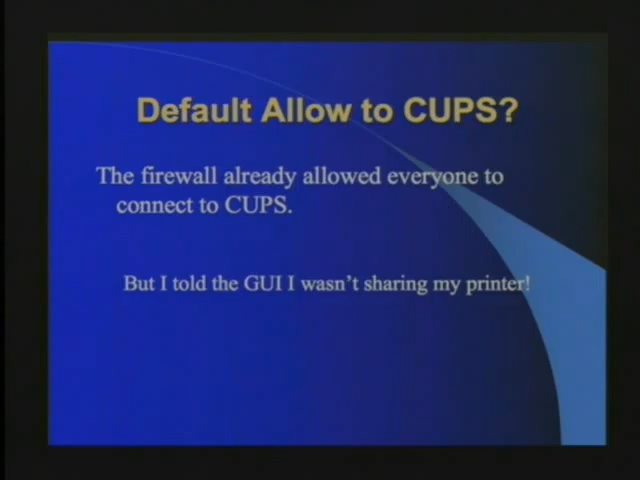 Default Allow to CUPS?
The firewall already allowed everyone to
connect to CUPS.
But I told the GUI I wasn't sharing my printer!